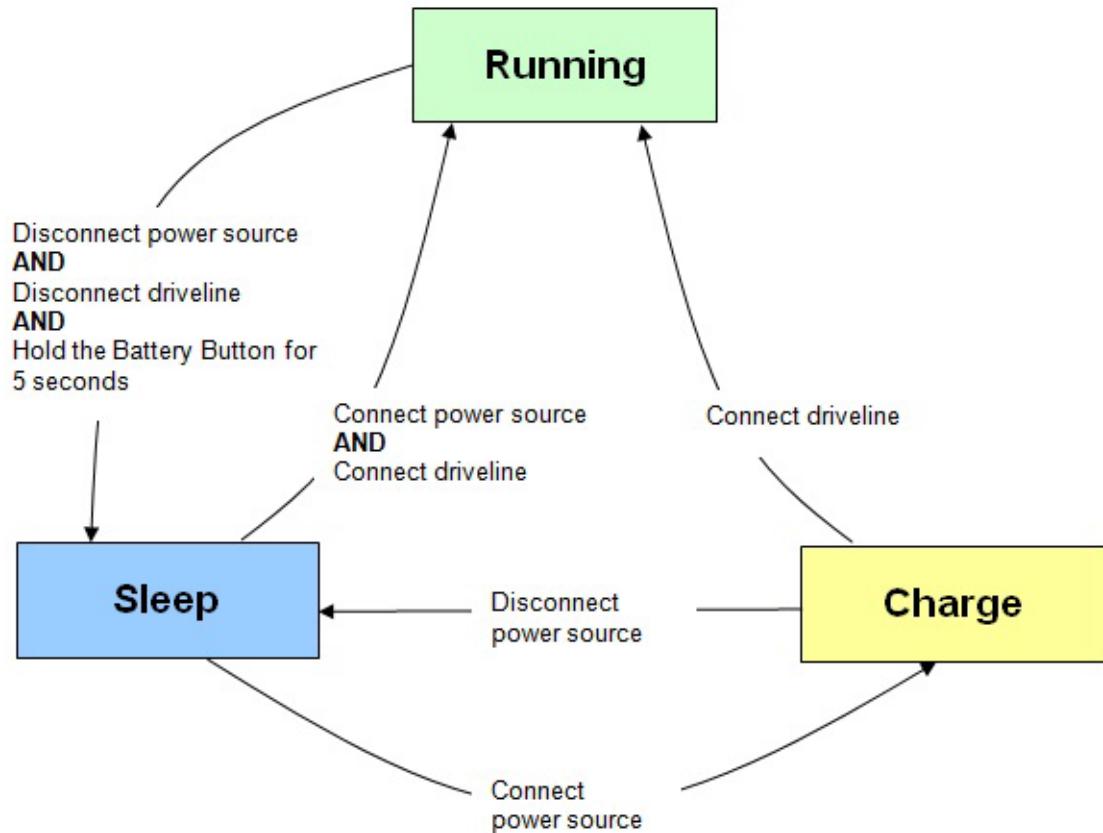 Running
Disconnect power source
AND
Disconnect driveline
AND
Hold the Battery Button for
5 seconds
Connect power source
AND
Connect driveline
Connect driveline
Sleep
Disconnect
power source
Charge
Connect
power source